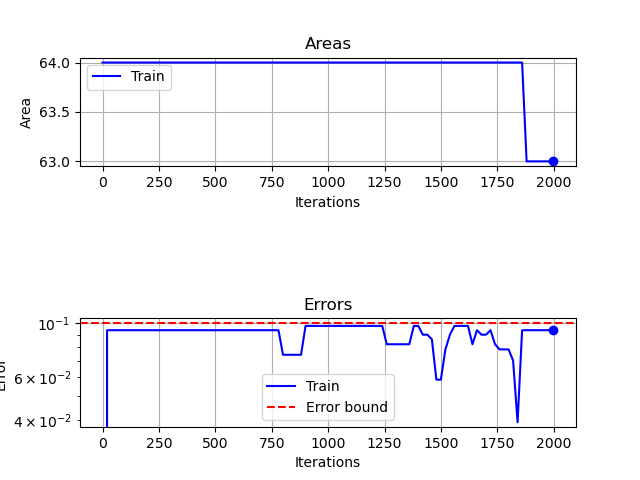 Areas
Area
64.0
63.5
63.0
Train
0 250 500 750 1000 1250 1500 1750 2000
Iterations
Errors
Error
10⁻¹
6 × 10⁻²
4 × 10⁻²
Train
Error bound
0 250 500 750 1000 1250 1500 1750 2000
Iterations